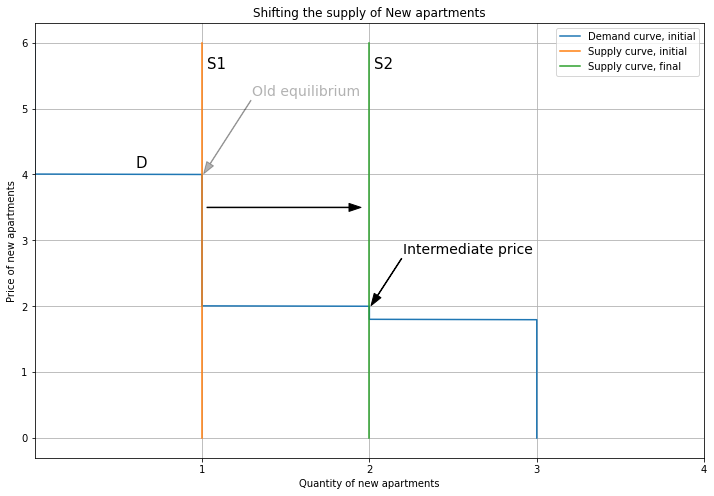 Shifting the supply of New apartments
Demand curve, initial
Supply curve, initial
Supply curve, final
S1
S2
Old equilibrium
D
Intermediate price
Price of new apartments
6
5
4
3
2
1
0
1
2
3
4
Quantity of new apartments